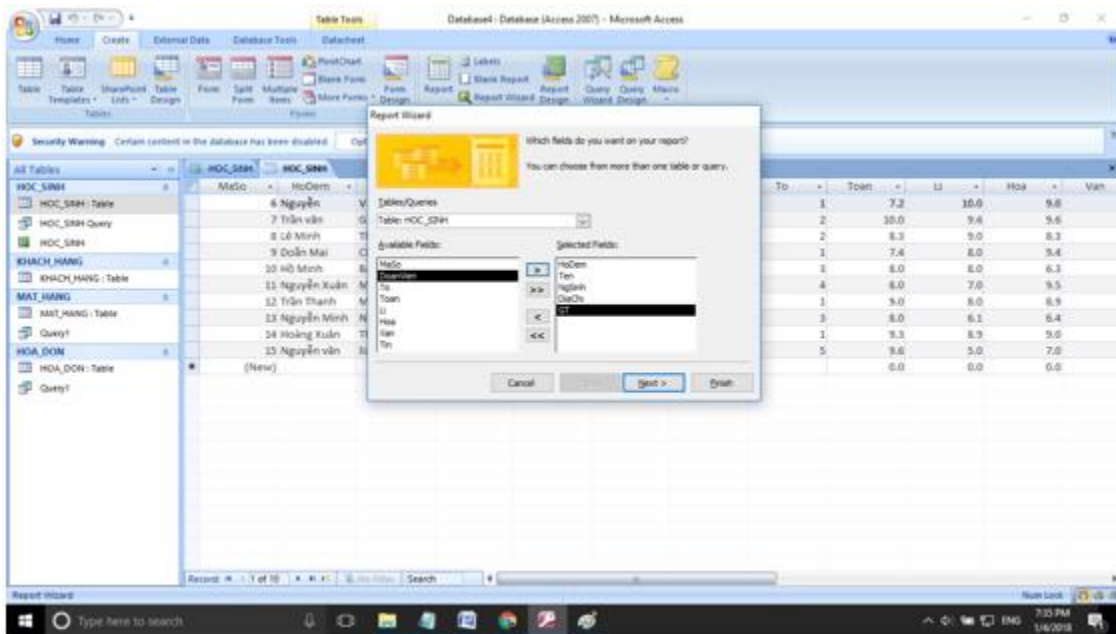 Table Tools
Database4 : Database (Access 2007) - Microsoft Access
Home Create External Data Database Tools Datasheet
Table
Table Templates
SharePoint Lists
Table Design
Tables
Form
Split Form
Multiple Items
PivotChart
Blank Form
More Forms
Form Design
Forms
Report
Labels
Blank Report
Report Wizard
Report Design
Query Wizard
Query Design
Macro
Security Warning Certain content in the database has been disabled
All Tables
HOC_SINH
HOC_SINH : Table
HOC_SINH Query
HOC_SINH
KHACH_HANG
KHACH_HANG : Table
MAT_HANG
MAT_HANG : Table
Query1
HOA_DON
HOA_DON : Table
Query1
HOC_SINH HOC_SINH
MaSo HoDem To Toan Li Hoa Van
6 Nguyễn 1 7.2 10.0
7 Trần văn 2 10.0 9.4 9.6
8 Lê Minh 2 8.3 9.0 8.3
9 Doãn Mai 1 7.4 8.0 9.4
10 Hồ Minh 3 8.0 8.0 6.3
11 Nguyễn Xuân 4 6.0 7.0 9.5
12 Trần Thanh 3 9.0 8.0 8.9
13 Nguyễn Minh 3 8.0 6.1 6.4
14 Hoàng Xuân 1 9.3 8.9 5.0
15 Nguyễn văn 5 9.6 5.0 7.0
(New) 0.0 0.0 0.0
Report Wizard
Which fields do you want on your report?
You can choose from more than one table or query.
Tables/Queries
Table: HOC_SINH
Available Fields:
MaSo
DoanVien
To
Toan
Li
Hoa
Van
Tin
>
>>
<
<<
Selected Fields:
HoDem
Ten
NgSinh
DiaChi
GT
Cancel
Next >
Finish
Record: 1 of 10 No Filter Search
Report Wizard
Num Lock
Type here to search
ENG
7:35 PM
1/4/2018